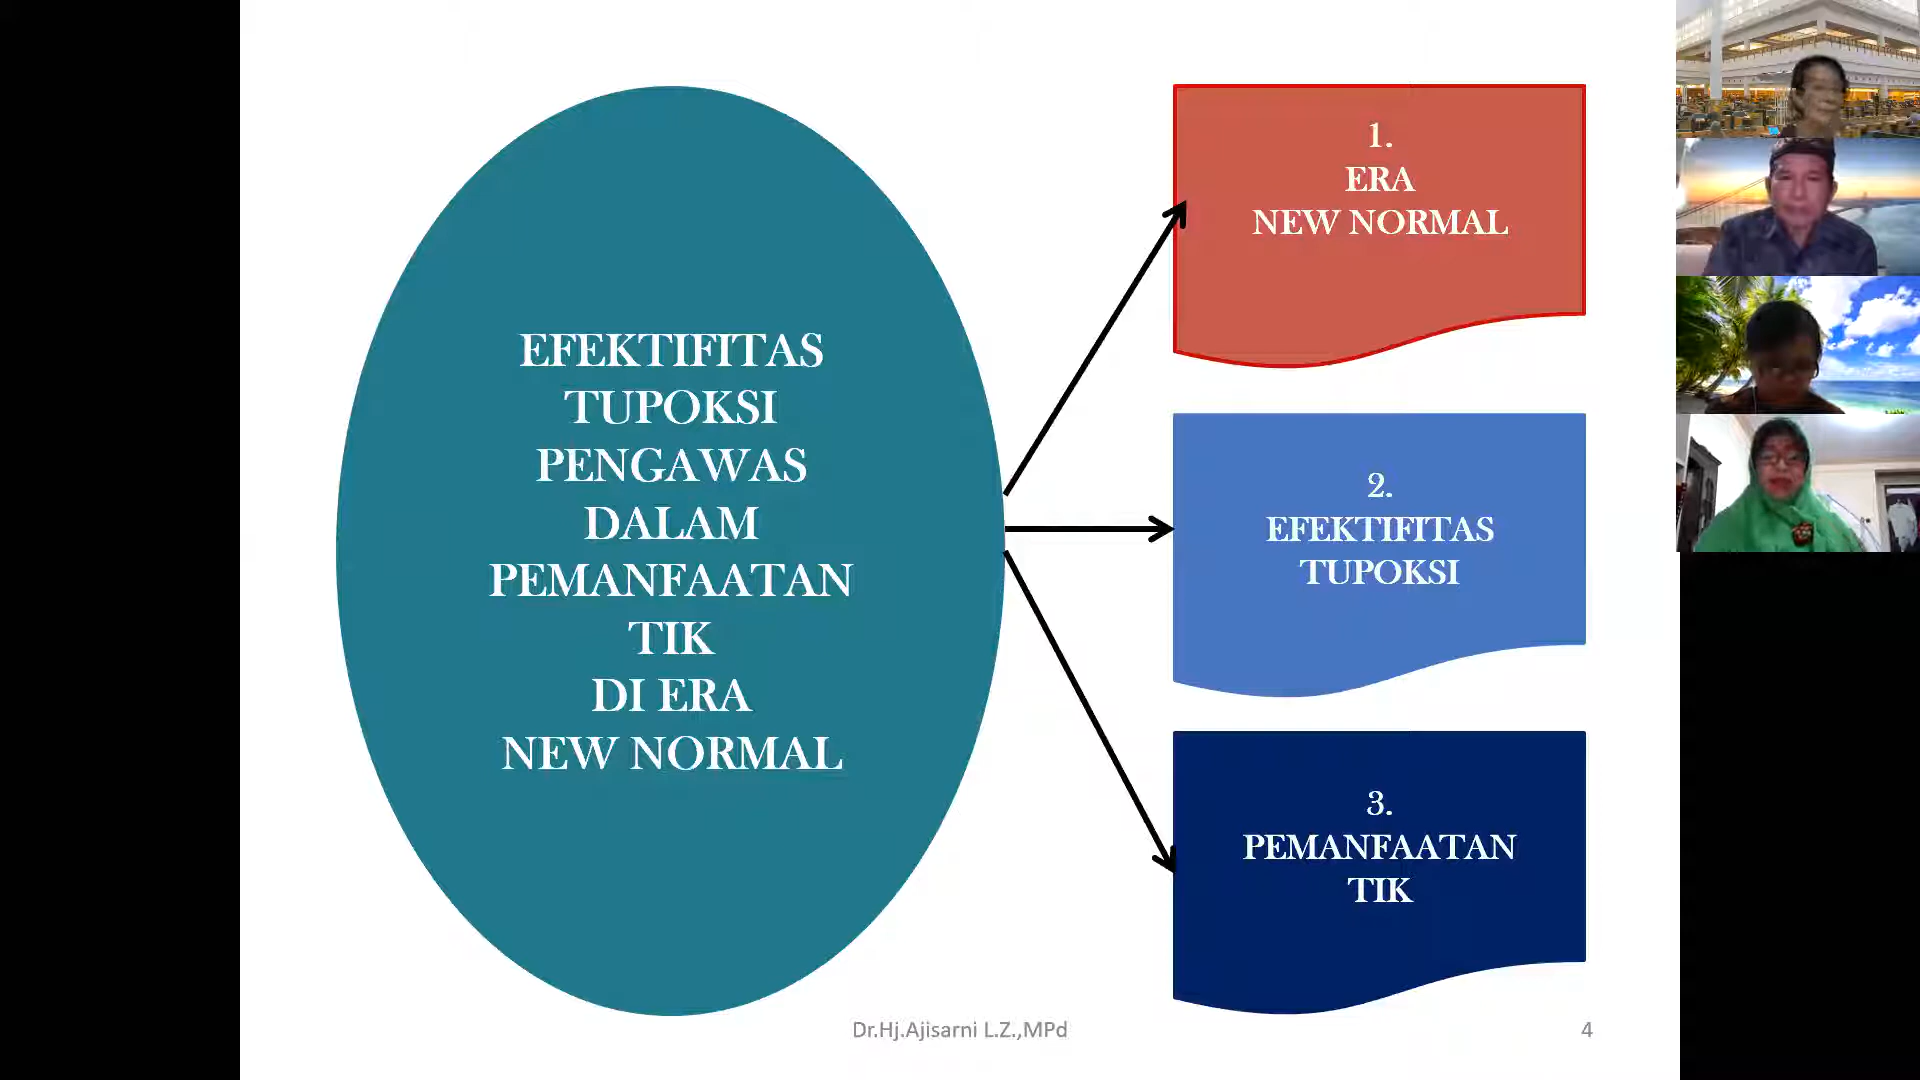 EFEKTIFITAS
TUPOKSI
PENGAWAS
DALAM
PEMANFAATAN
TIK
DI ERA
NEW NORMAL
1.
ERA
NEW NORMAL
2.
EFEKTIFITAS
TUPOKSI
3.
PEMANFAATAN
TIK
Dr.Hj.Ajisarni L.Z.,MPd
4